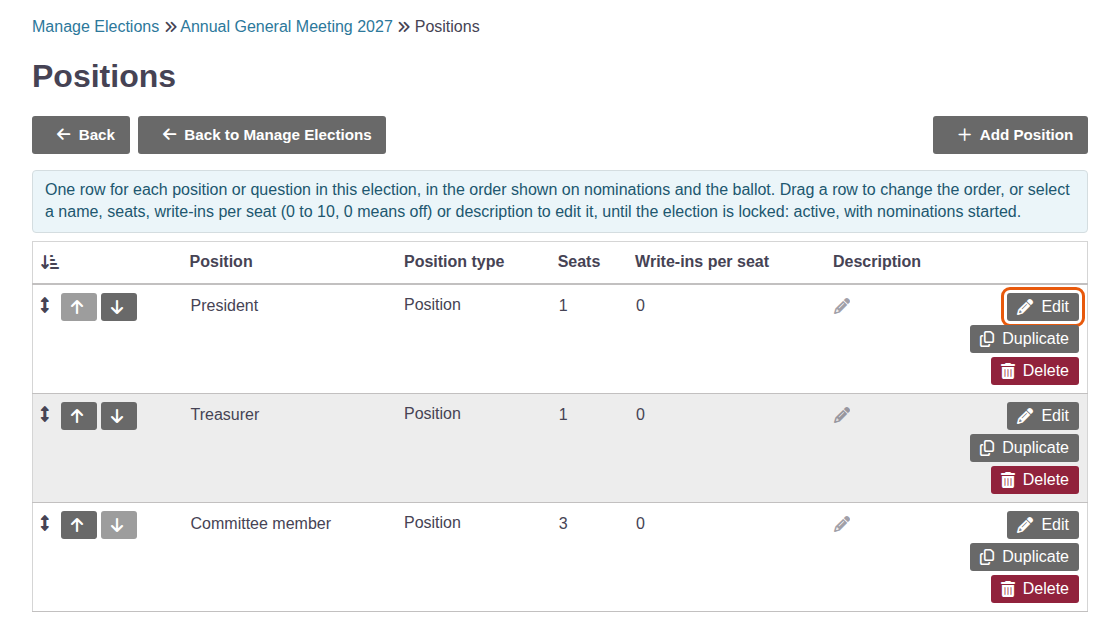 Manage Elections » Annual General Meeting 2027 » Positions
Positions
Back
Back to Manage Elections
Add Position
One row for each position or question in this election, in the order shown on nominations and the ballot. Drag a row to change the order, or select
a name, seats, write-ins per seat (0 to 10, 0 means off) or description to edit it, until the election is locked: active, with nominations started.
Position Position type Seats Write-ins per seat Description
President Position 1 0 Edit
Duplicate
Delete
Treasurer Position 1 0 Edit
Duplicate
Delete
Committee member Position 3 0 Edit
Duplicate
Delete